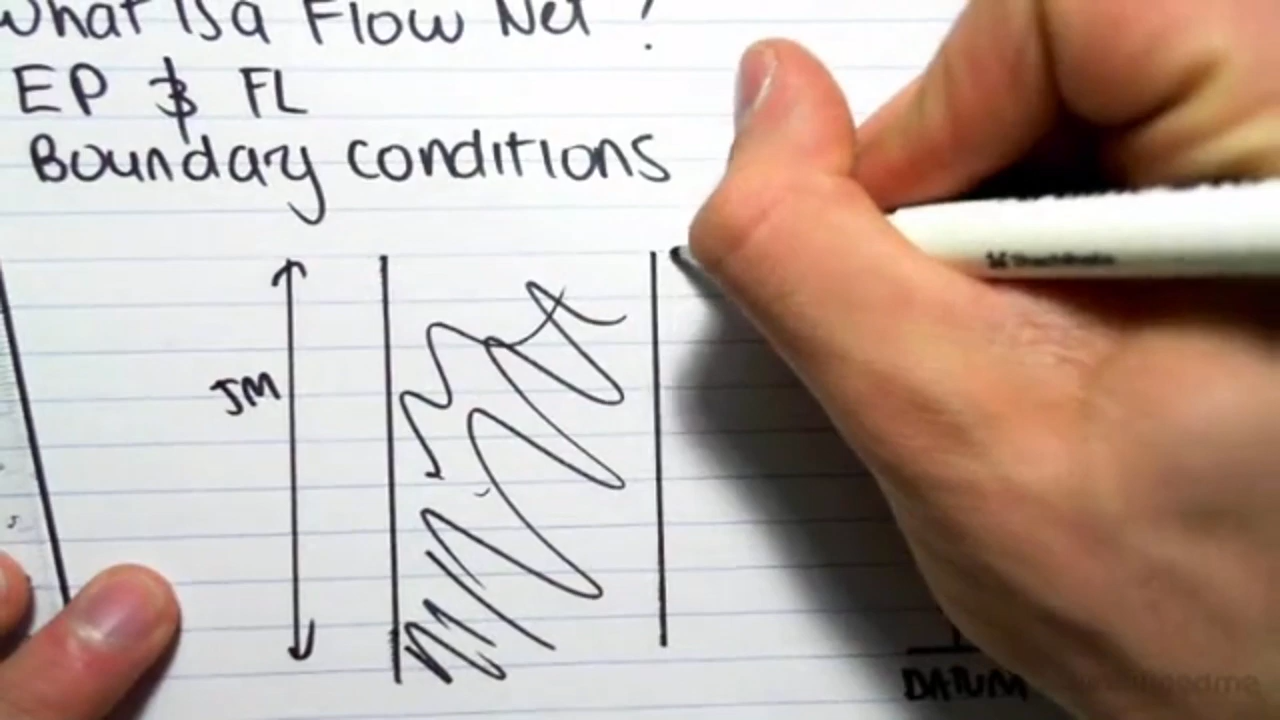 What is a Flow Net?
EP & FL
Boundary conditions
5M
DATUM